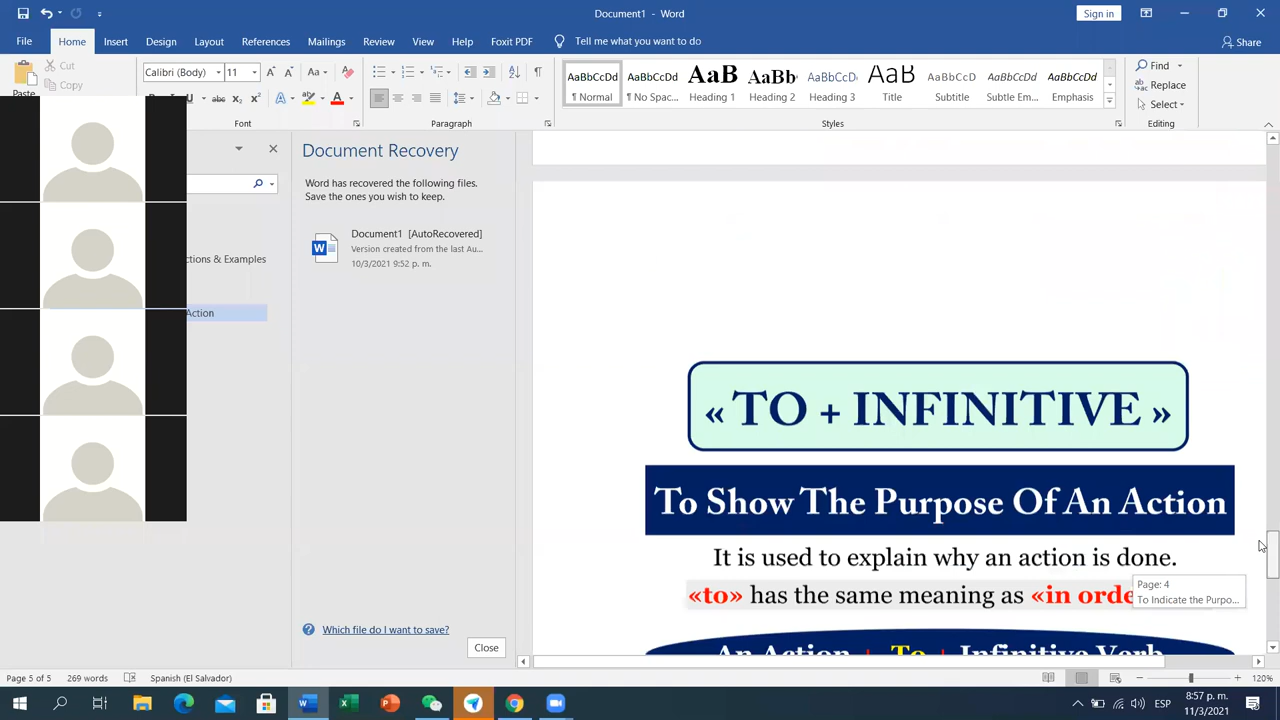 Document1 - Word
Sign in
File Home Insert Design Layout References Mailings Review View Help Foxit PDF Tell me what you want to do Share
Paste
Cut
Copy
Calibri (Body) 11
Font
Paragraph
AaBbCcDd ¶ Normal
AaBbCcDd ¶ No Spac...
AaB Heading 1
AaBb Heading 2
AaBbCcD Heading 3
AaB Title
AaBbCcD Subtitle
AaBbCcDd Subtle Em...
AaBbCcDd Emphasis
Styles
Find
Replace
Select
Editing
ctions & Examples
Action
Document Recovery
Word has recovered the following files.
Save the ones you wish to keep.
Document1 [AutoRecovered]
Version created from the last Au...
10/3/2021 9:52 p. m.
Which file do I want to save?
Close
« TO + INFINITIVE »
To Show The Purpose Of An Action
It is used to explain why an action is done.
«to» has the same meaning as «in orde
Page: 4
To Indicate the Purpo...
An Action + To + Infinitive Verb
Page 5 of 5 269 words Spanish (El Salvador) 120%
ESP
8:57 p. m.
11/3/2021